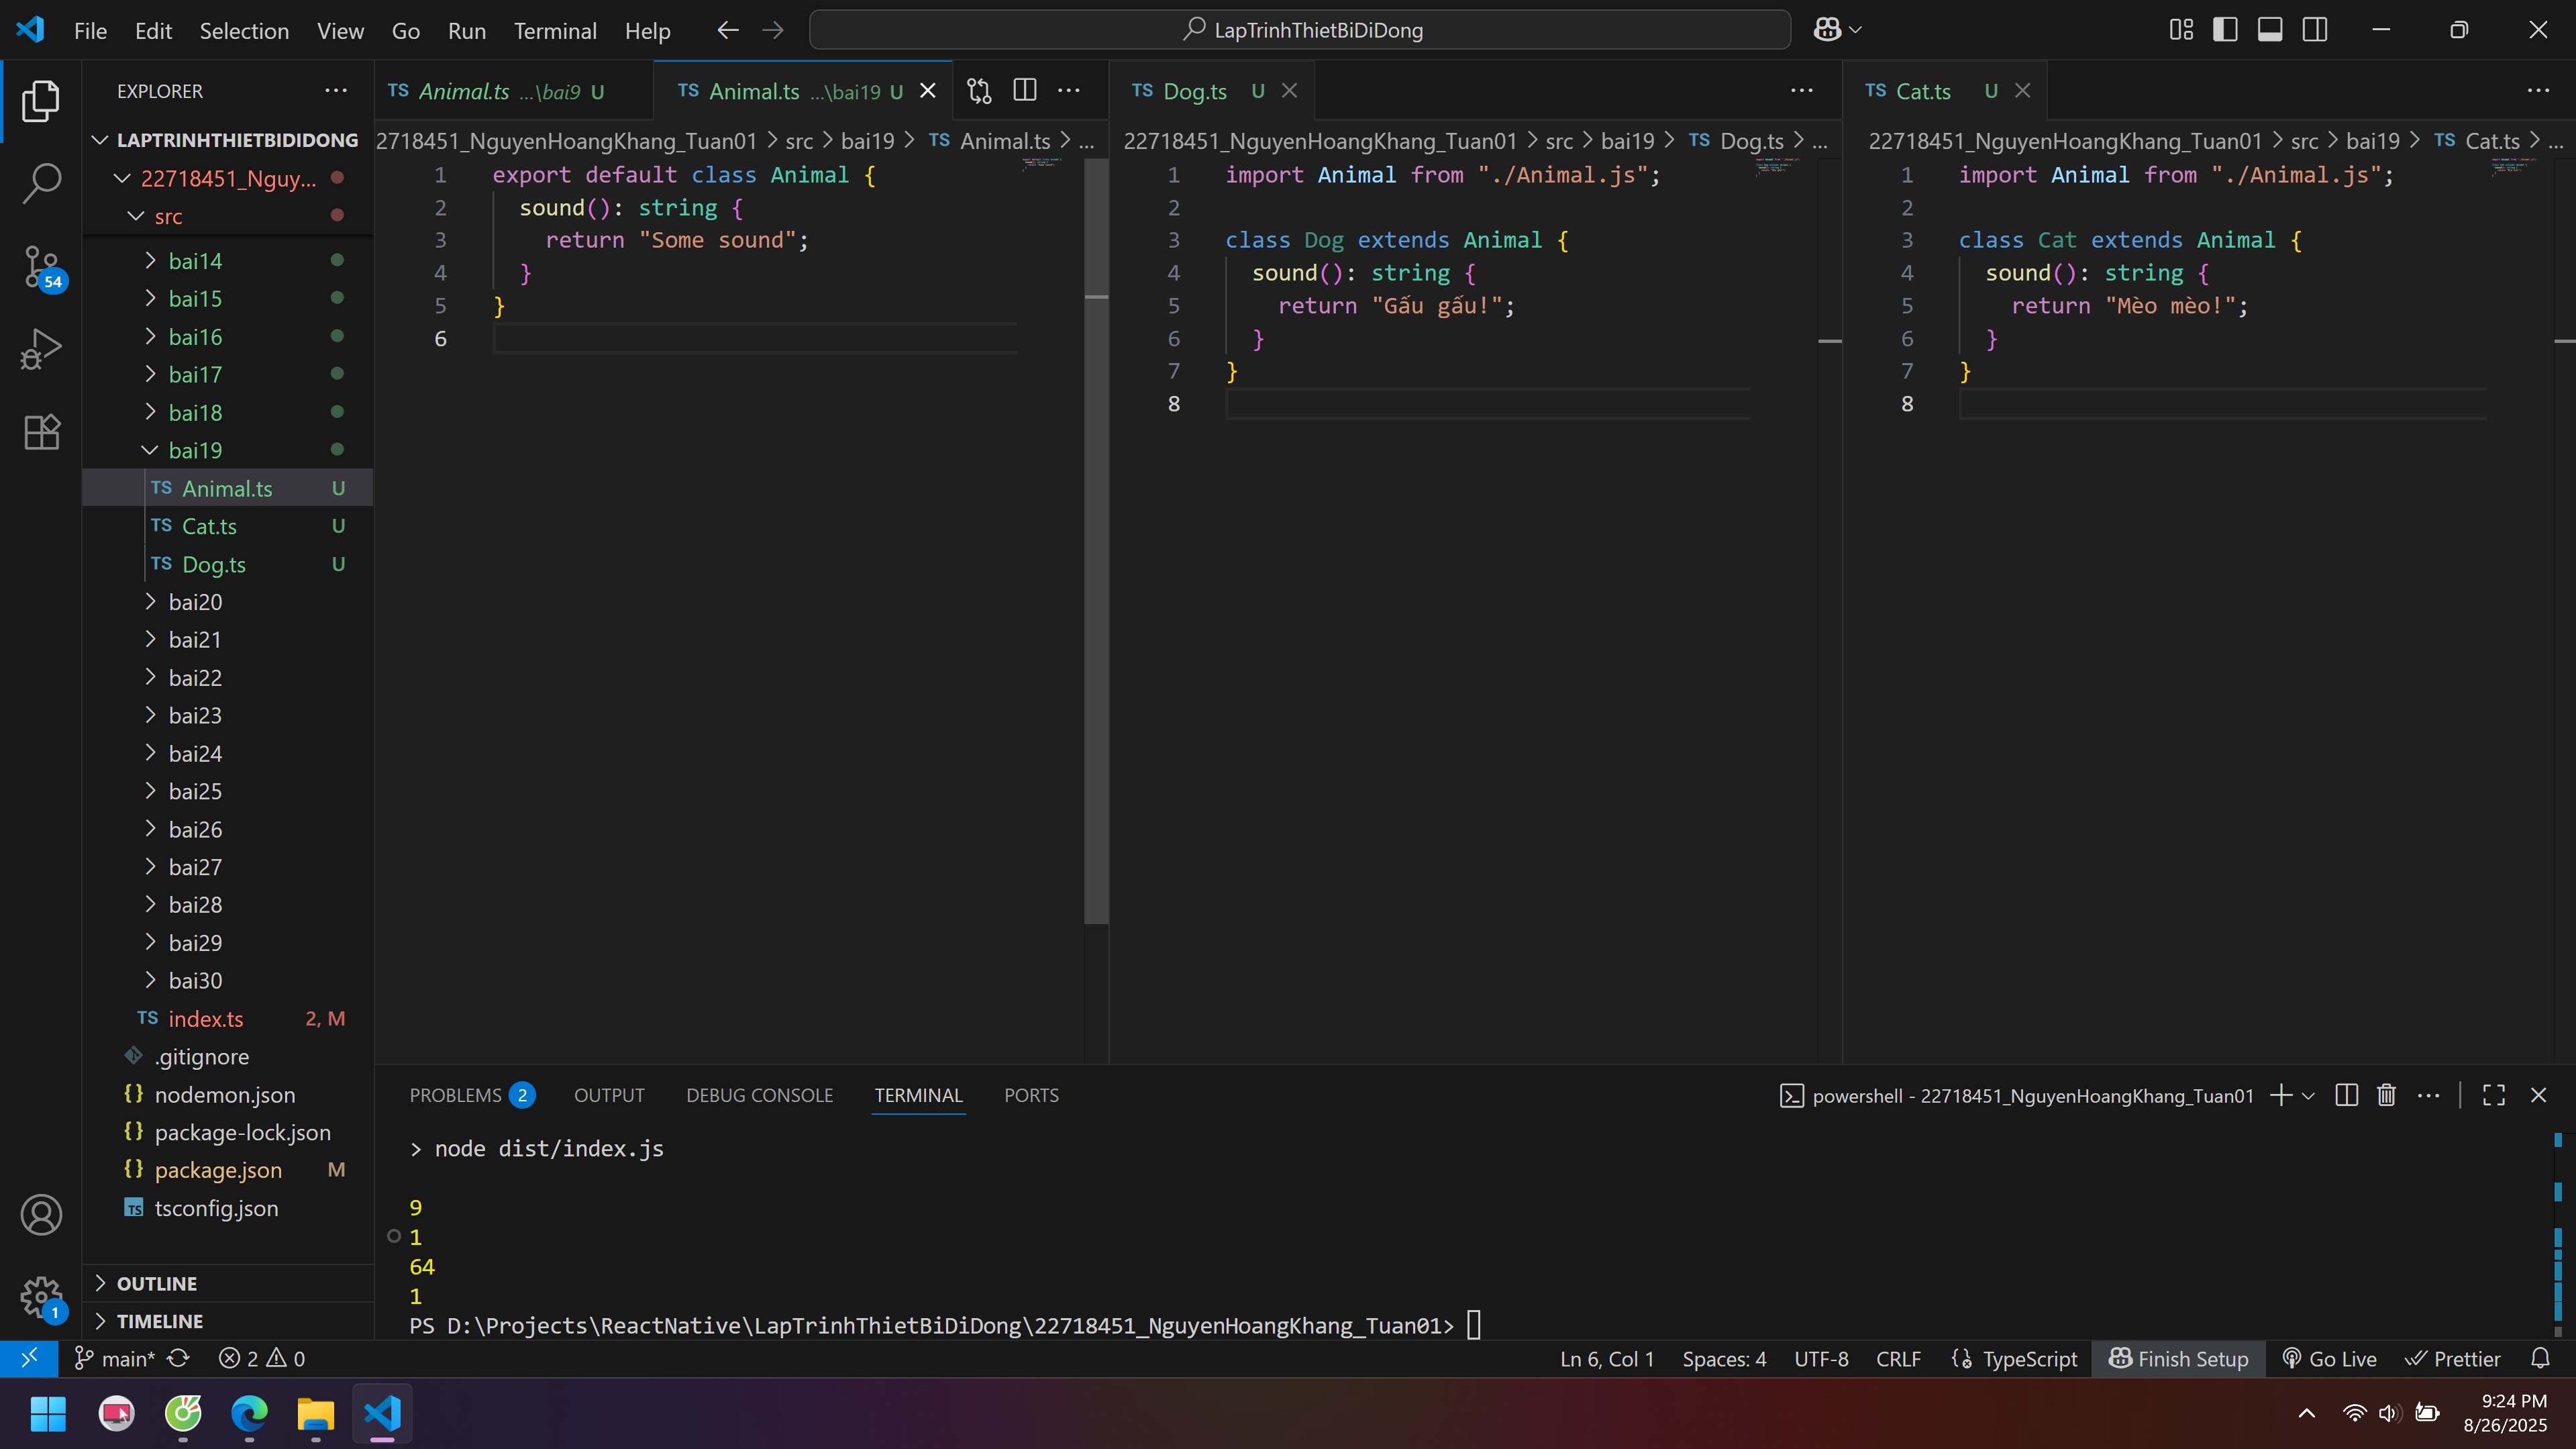 File Edit Selection View Go Run Terminal Help
LapTrinhThietBiDiDong
EXPLORER
LAPTRINHTHIETBIDIDONG
22718451_Nguy...
src
bai14
bai15
bai16
bai17
bai18
bai19
TS Animal.ts U
TS Cat.ts U
TS Dog.ts U
bai20
bai21
bai22
bai23
bai24
bai25
bai26
bai27
bai28
bai29
bai30
TS index.ts 2, M
.gitignore
{} nodemon.json
{} package-lock.json
{} package.json M
TS tsconfig.json
OUTLINE
TIMELINE
54
1
TS Animal.ts ...\bai9 U
TS Animal.ts ...\bai19 U
22718451_NguyenHoangKhang_Tuan01 > src > bai19 > TS Animal.ts > ...
1 export default class Animal {
2 sound(): string {
3 return "Some sound";
4 }
5 }
6
TS Dog.ts U
22718451_NguyenHoangKhang_Tuan01 > src > bai19 > TS Dog.ts > ...
1 import Animal from "./Animal.js";
2
3 class Dog extends Animal {
4 sound(): string {
5 return "Gấu gấu!";
6 }
7 }
8
TS Cat.ts U
22718451_NguyenHoangKhang_Tuan01 > src > bai19 > TS Cat.ts > ...
1 import Animal from "./Animal.js";
2
3 class Cat extends Animal {
4 sound(): string {
5 return "Mèo mèo!";
6 }
7 }
8
PROBLEMS 2 OUTPUT DEBUG CONSOLE TERMINAL PORTS
powershell - 22718451_NguyenHoangKhang_Tuan01
> node dist/index.js
9
1
64
1
PS D:\Projects\ReactNative\LapTrinhThietBiDiDong\22718451_NguyenHoangKhang_Tuan01>
main* 2 0
Ln 6, Col 1 Spaces: 4 UTF-8 CRLF {} TypeScript Finish Setup Go Live Prettier
9:24 PM
8/26/2025